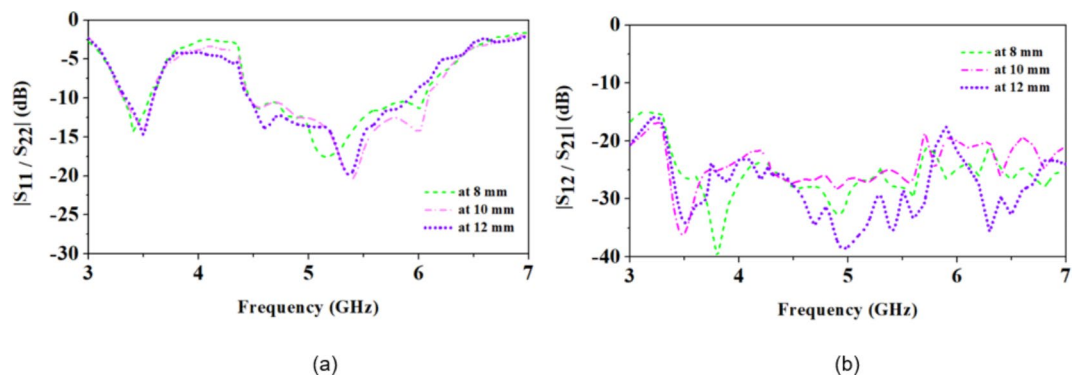 0
-5
-10
-15
-20
-25
-30
|S11 / S22| (dB)
at 8 mm
at 10 mm
at 12 mm
3 4 5 6 7
Frequency (GHz)
(a)
0
-10
-20
-30
-40
|S12 / S21| (dB)
at 8 mm
at 10 mm
at 12 mm
3 4 5 6 7
Frequency (GHz)
(b)